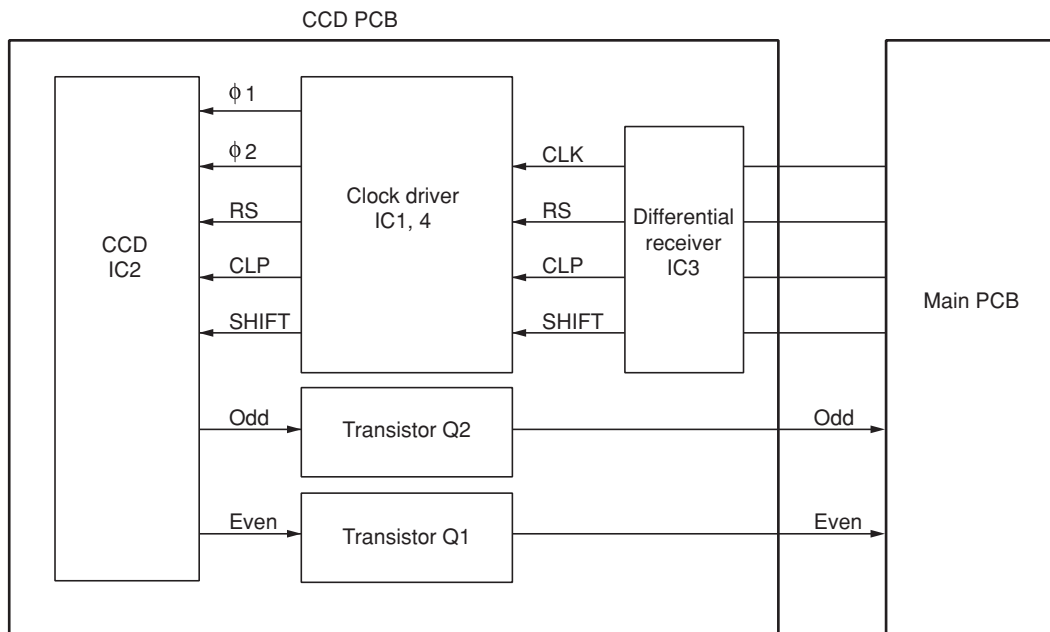 CCD PCB
ϕ1
ϕ2
RS
CLP
SHIFT
CCD
IC2
Clock driver
IC1, 4
CLK
RS
CLP
SHIFT
Differential
receiver
IC3
Main PCB
Odd
Transistor Q2
Odd
Even
Transistor Q1
Even